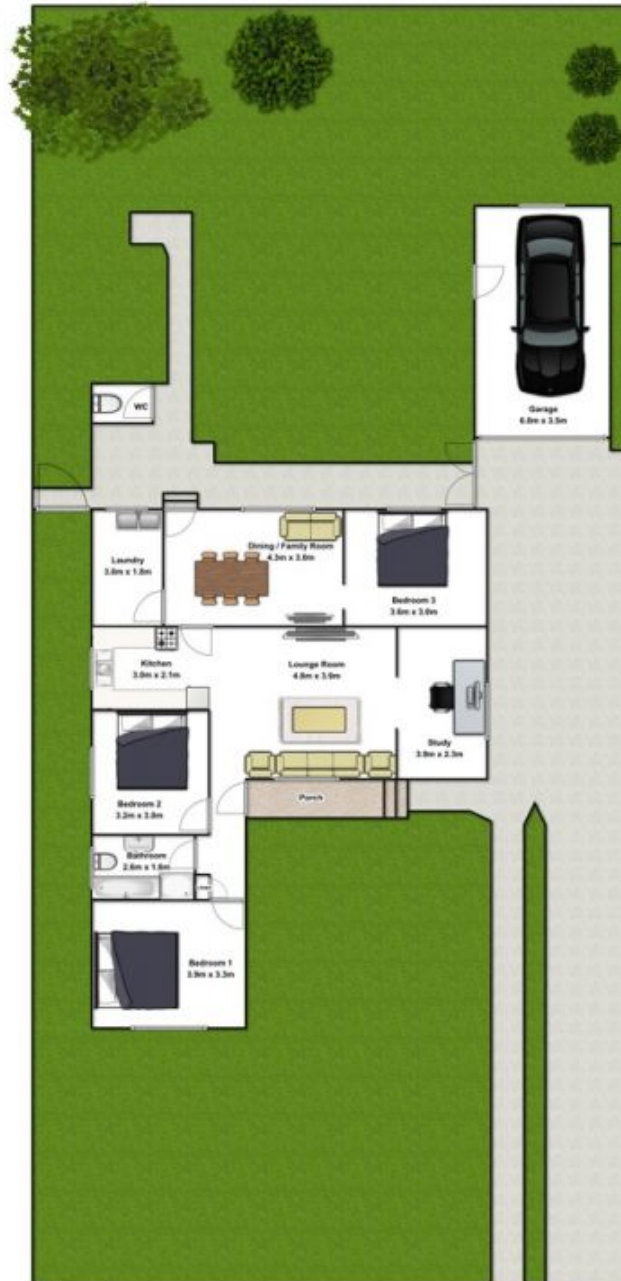 WC
Garage
6.0m x 3.5m
Laundry
3.0m x 1.8m
Dining / Family Room
4.3m x 3.0m
Bedroom 3
3.6m x 3.0m
Kitchen
3.0m x 2.1m
Lounge Room
4.8m x 3.9m
Study
3.9m x 2.3m
Bedroom 2
3.2m x 3.0m
Porch
Bathroom
2.6m x 1.6m
Bedroom 1
3.9m x 3.3m